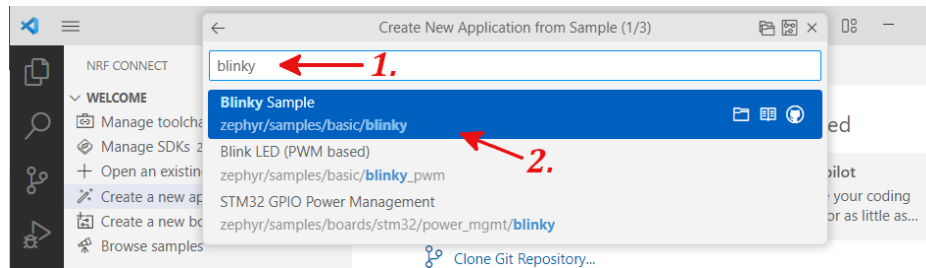 Create New Application from Sample (1/3)
NRF CONNECT
blinky
1.
WELCOME
Blinky Sample
zephyr/samples/basic/blinky
2.
Blink LED (PWM based)
zephyr/samples/basic/blinky_pwm
STM32 GPIO Power Management
zephyr/samples/boards/stm32/power_mgmt/blinky
Manage toolcha
Manage SDKs 2
Open an existin
Create a new ap
Create a new bo
Browse samples
ed
pilot
your coding
or as little as...
Clone Git Repository...